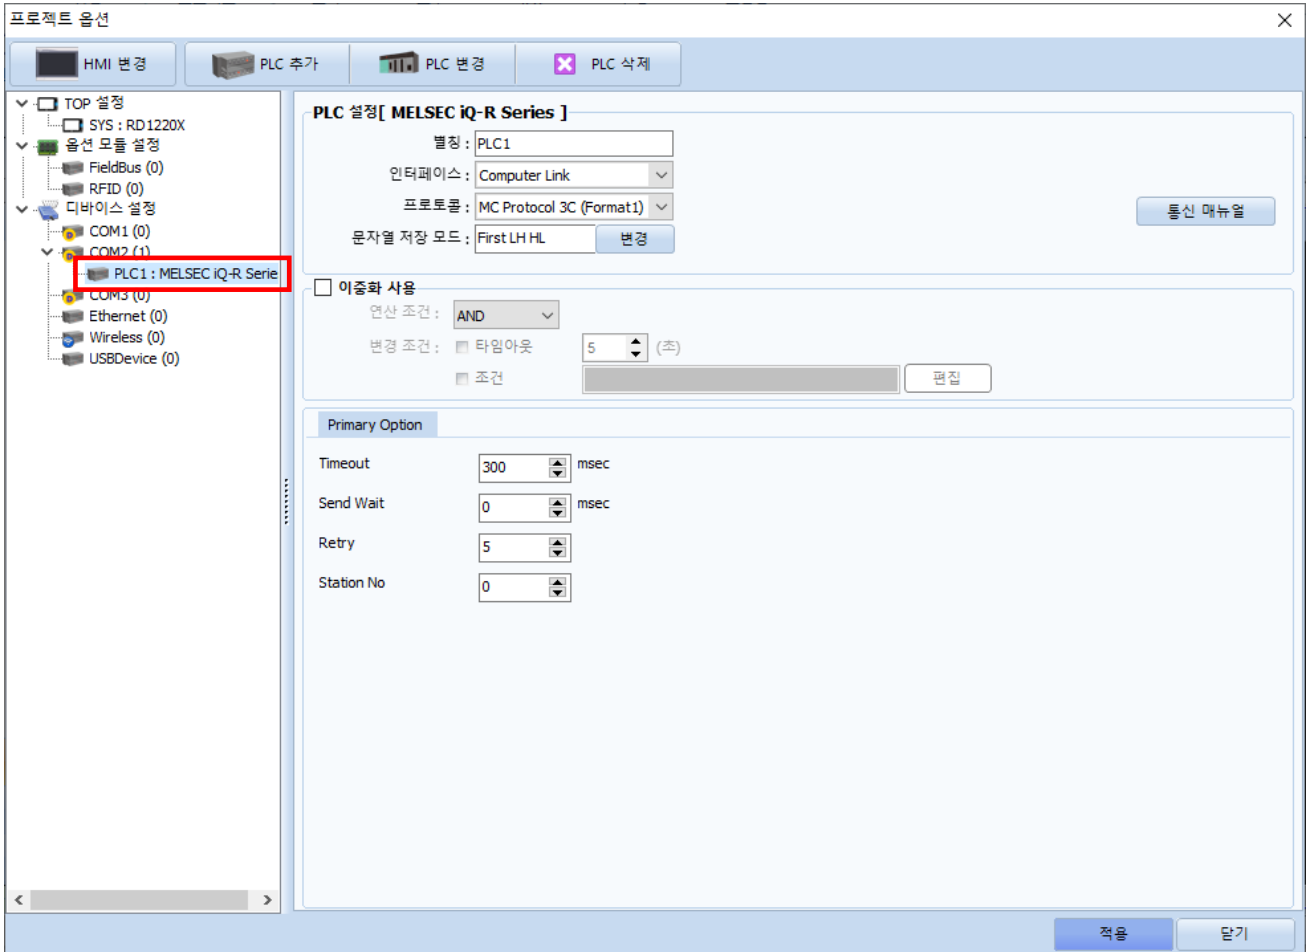 프로젝트 옵션
HMI 변경
PLC 추가
PLC 변경
PLC 삭제
TOP 설정
SYS : RD1220X
옵션 모듈 설정
FieldBus (0)
RFID (0)
디바이스 설정
COM1 (0)
COM2 (1)
PLC1 : MELSEC iQ-R Serie
COM3 (0)
Ethernet (0)
Wireless (0)
USBDevice (0)
PLC 설정[ MELSEC iQ-R Series ]
별칭 : PLC1
인터페이스 : Computer Link
프로토콜 : MC Protocol 3C (Format1)
통신 매뉴얼
문자열 저장 모드 : First LH HL 변경
이중화 사용
연산 조건 : AND
변경 조건 : 타임아웃 5 (초)
조건 편집
Primary Option
Timeout 300 msec
Send Wait 0 msec
Retry 5
Station No 0
적용
닫기